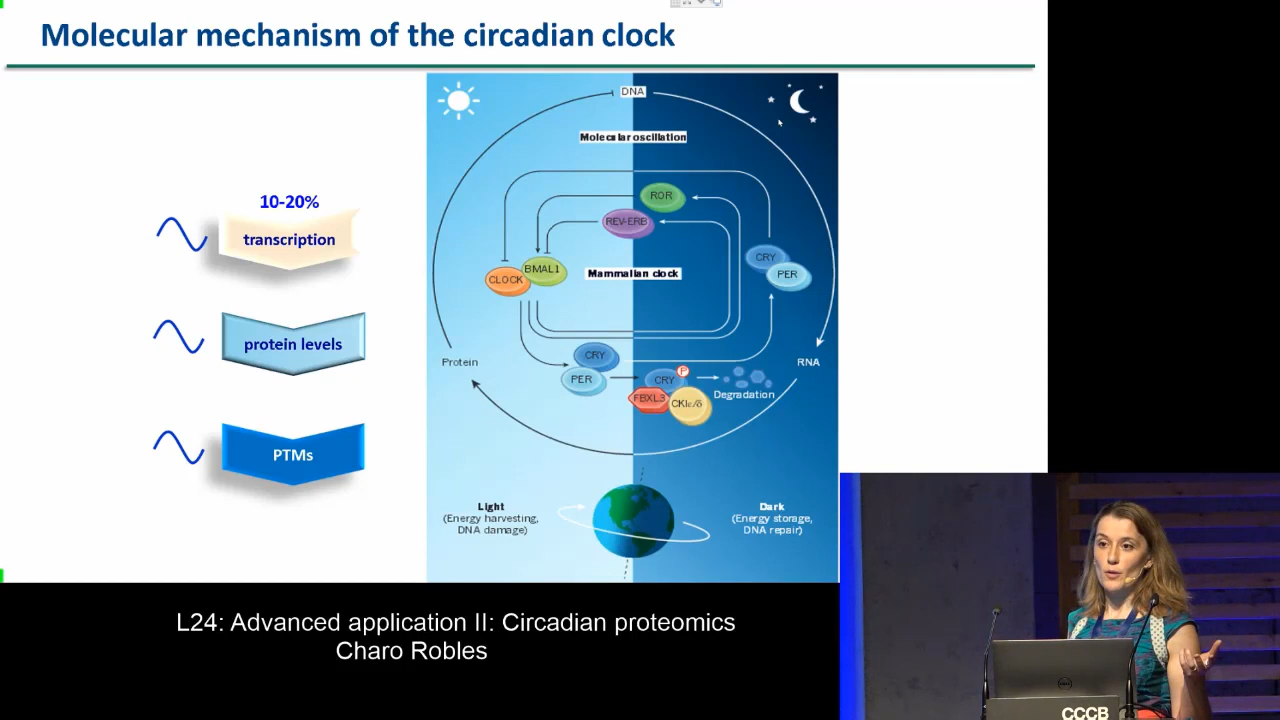 Molecular mechanism of the circadian clock
10-20%
transcription
protein levels
PTMs
DNA
Molecular oscillation
ROR
REV-ERB
CLOCK
BMAL1
Mammalian clock
CRY
PER
Protein
RNA
CRY
PER
CRY
P
FBXL3
CKIε/δ
Degradation
Light
(Energy harvesting,
DNA damage)
Dark
(Energy storage,
DNA repair)
L24: Advanced application II: Circadian proteomics
Charo Robles
CCCB